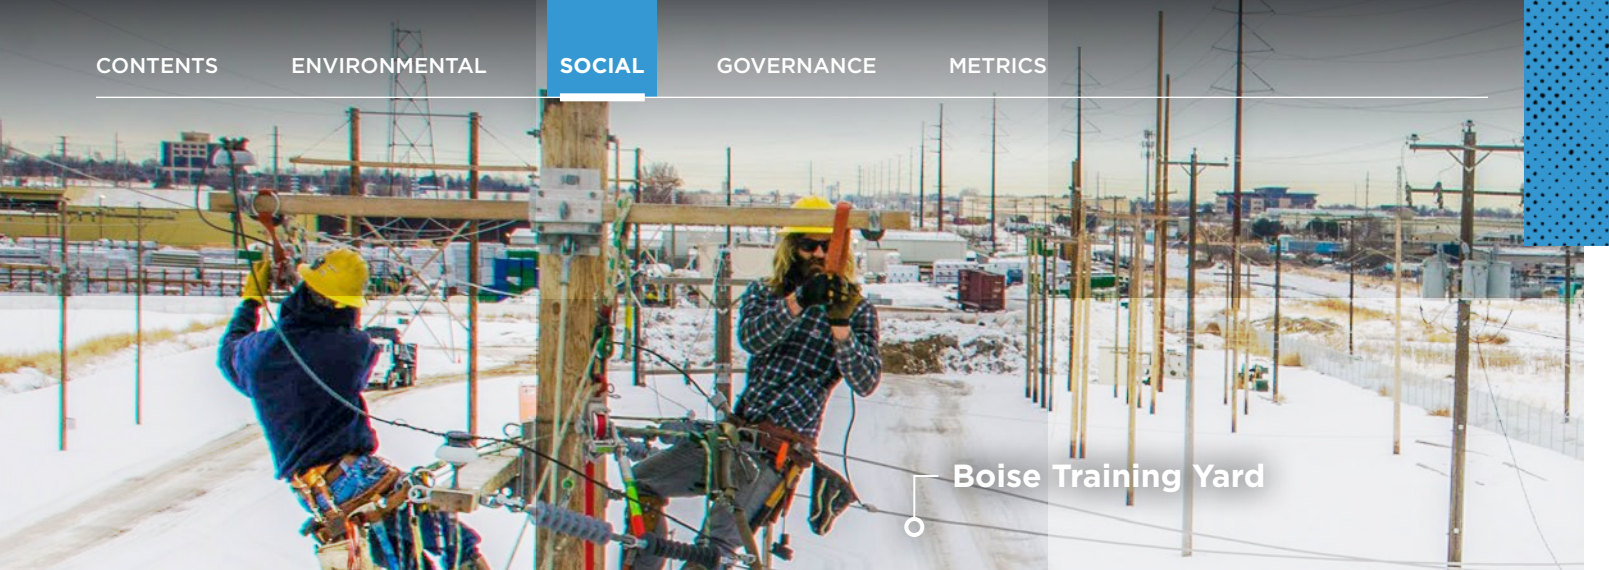 CONTENTS ENVIRONMENTAL SOCIAL GOVERNANCE METRICS
Boise Training Yard